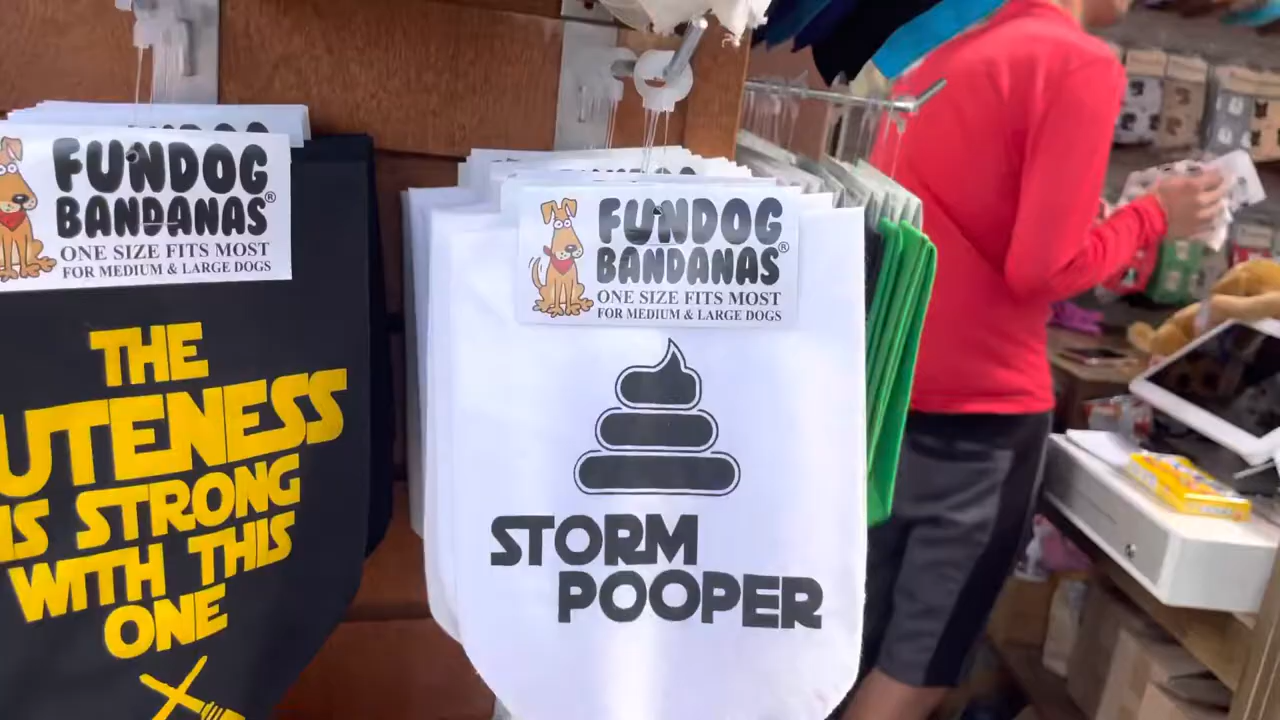 FUNDOG
BANDANAS®
ONE SIZE FITS MOST
FOR MEDIUM & LARGE DOGS
THE
UTENESS
IS STRONG
WITH THIS
ONE
FUNDOG
BANDANAS®
ONE SIZE FITS MOST
FOR MEDIUM & LARGE DOGS
STORM
POOPER